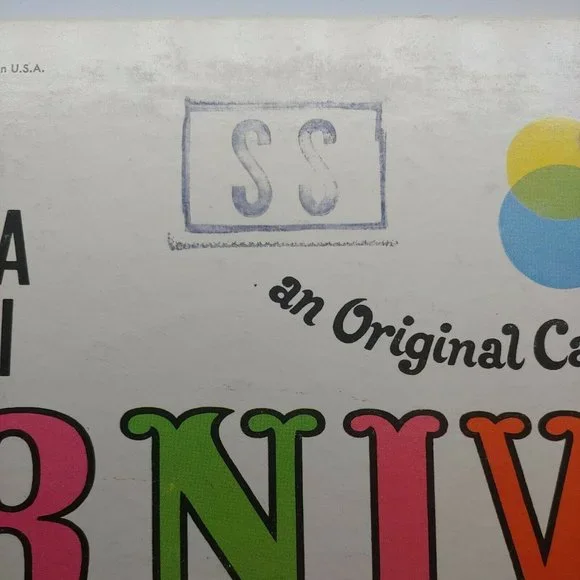 n U.S.A.
SS
A
I
an Original Ca
RNIV